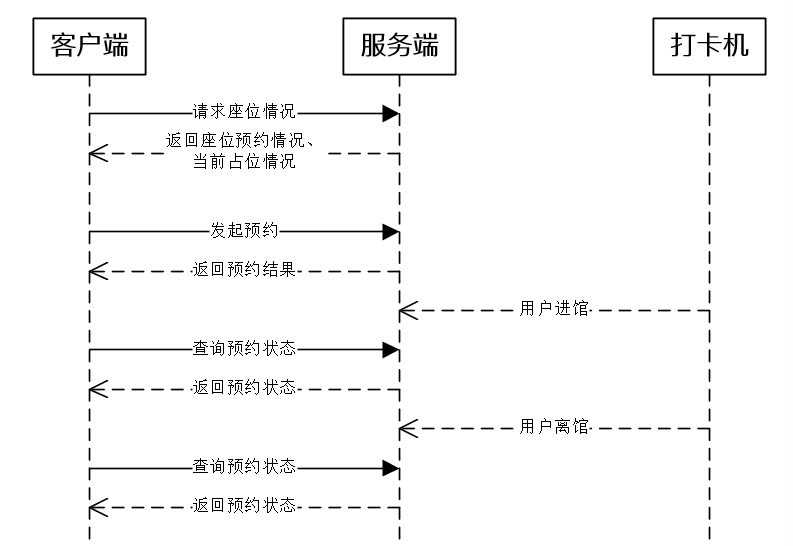 客户端
服务端
打卡机
请求座位情况
返回座位预约情况、
当前占位情况
发起预约
返回预约结果
用户进馆
查询预约状态
返回预约状态
用户离馆
查询预约状态
返回预约状态